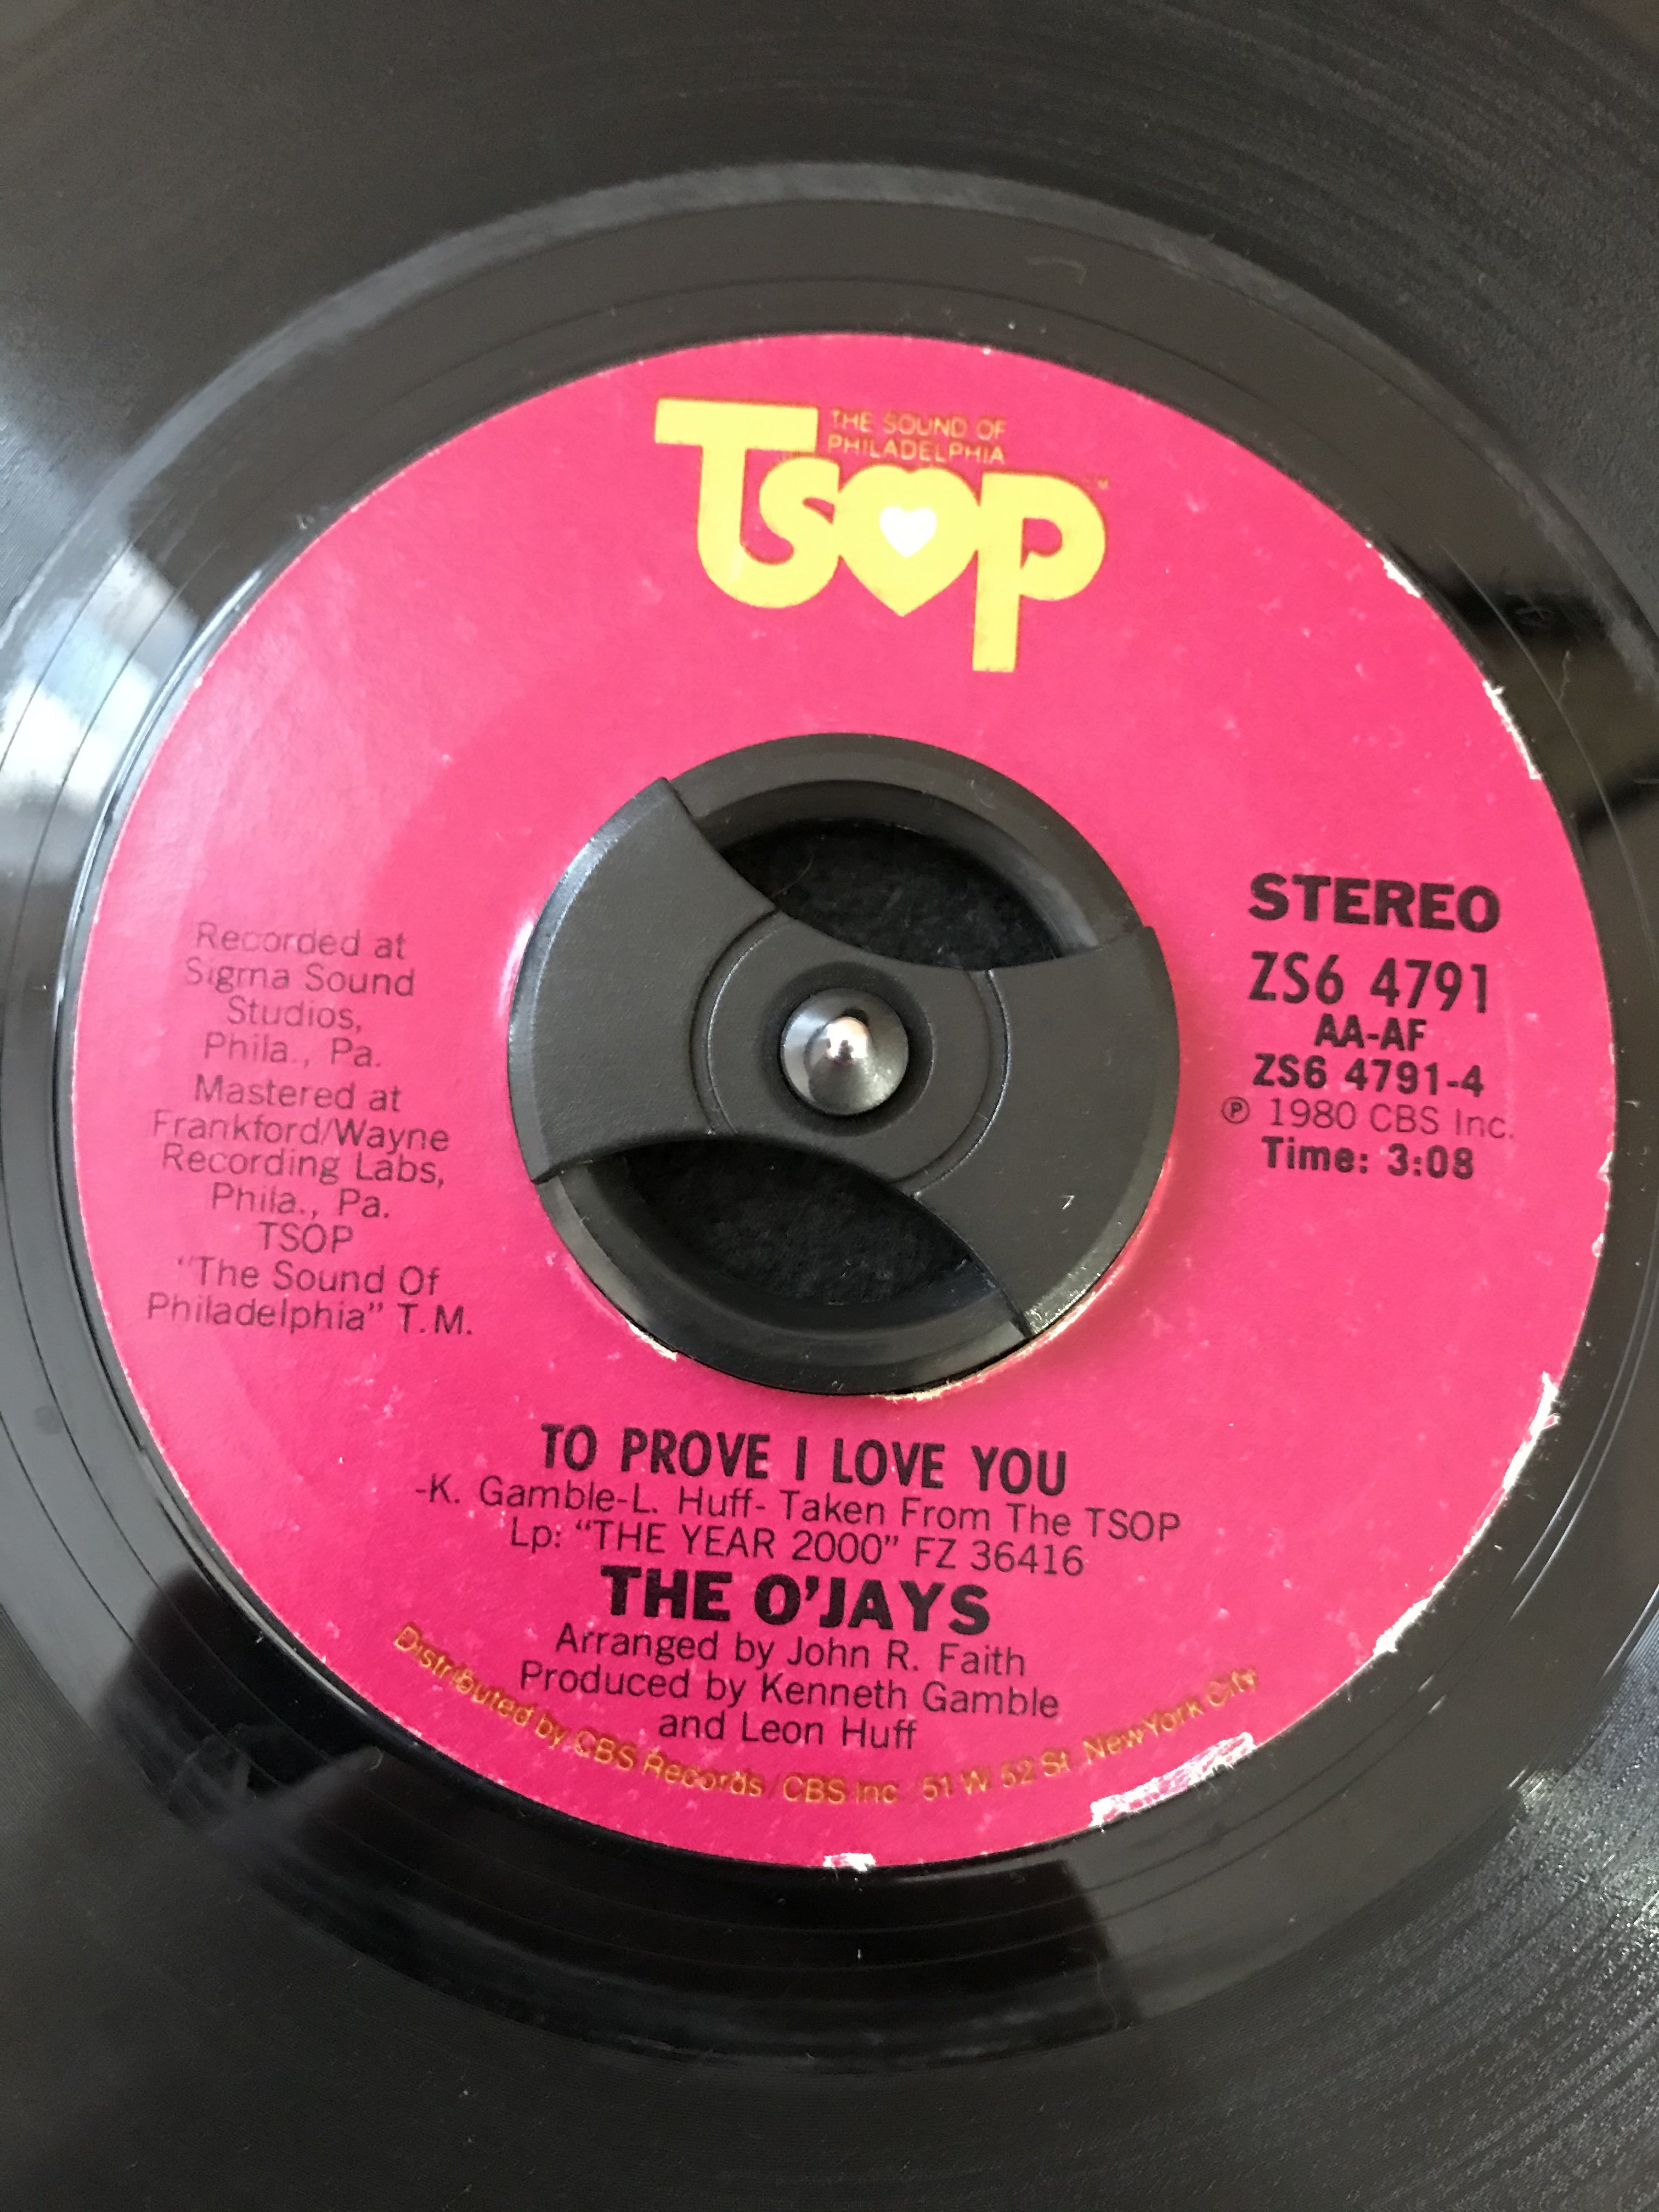 THE SOUND OF
PHILADELPHIA
TSOP
TM
Recorded at
Sigma Sound
Studios,
Phila., Pa.
Mastered at
Frankford/Wayne
Recording Labs,
Phila., Pa.
TSOP
"The Sound Of
Philadelphia" T.M.
STEREO
ZS6 4791
AA-AF
ZS6 4791-4
℗ 1980 CBS Inc.
Time: 3:08
TO PROVE I LOVE YOU
-K. Gamble-L. Huff- Taken From The TSOP
Lp: "THE YEAR 2000" FZ 36416
THE O'JAYS
Arranged by John R. Faith
Produced by Kenneth Gamble
and Leon Huff
Distributed by CBS Records / CBS Inc 51 W 52 St New York City